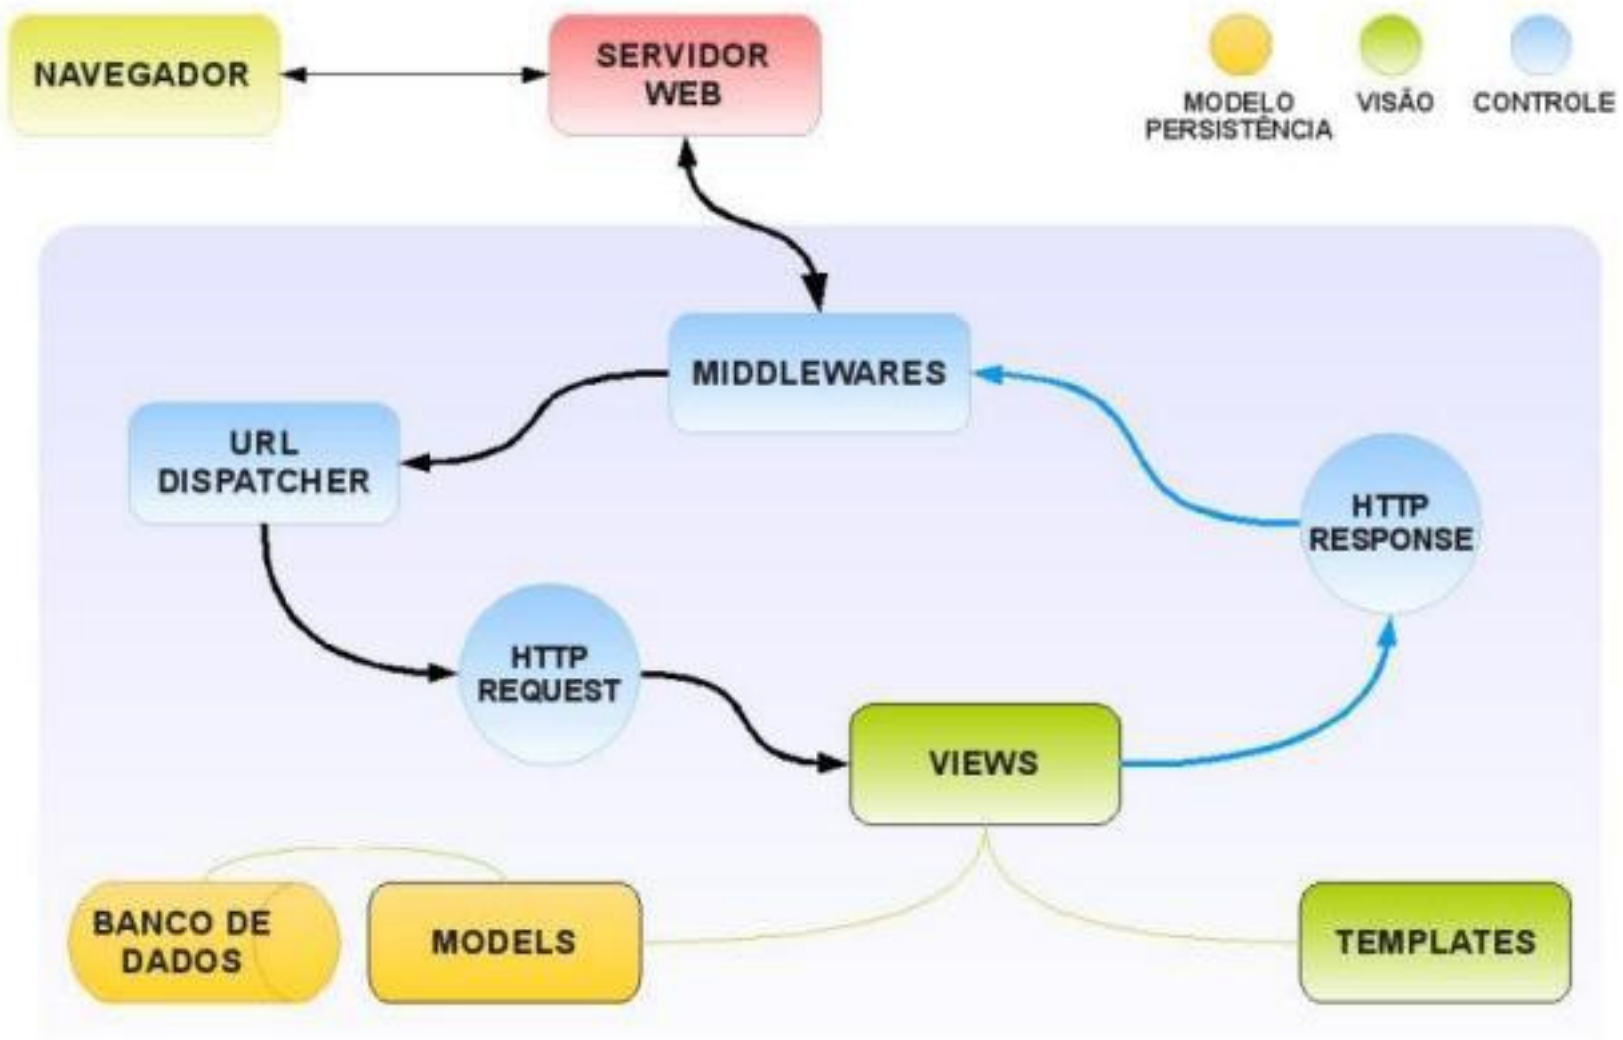 NAVEGADOR
SERVIDOR
WEB
MODELO
PERSISTÊNCIA
VISÃO
CONTROLE
MIDDLEWARES
URL
DISPATCHER
HTTP
RESPONSE
HTTP
REQUEST
VIEWS
BANCO DE
DADOS
MODELS
TEMPLATES